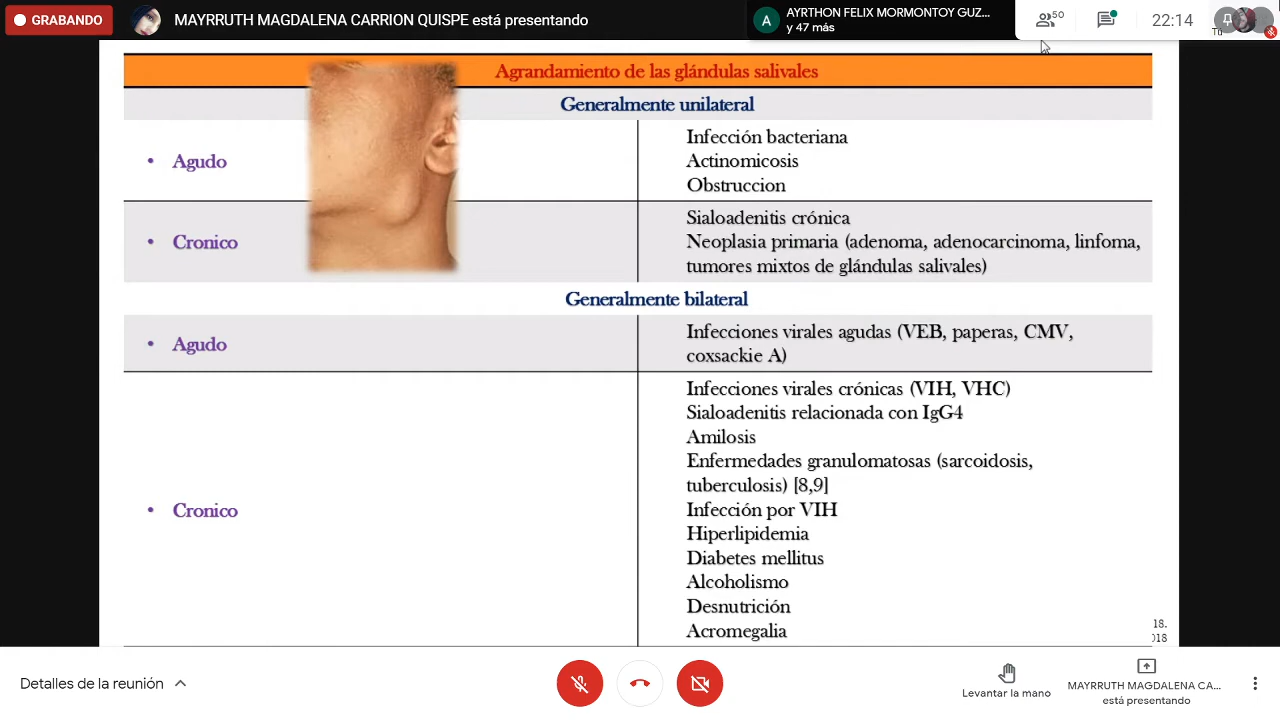 GRABANDO
MAYRRUTH MAGDALENA CARRION QUISPE está presentando
A
AYRTHON FELIX MORMONTOY GUZ...
y 47 más
50
22:14
Tú
Agrandamiento de las glándulas salivales
Generalmente unilateral
• Agudo
Infección bacteriana
Actinomicosis
Obstruccion
• Cronico
Sialoadenitis crónica
Neoplasia primaria (adenoma, adenocarcinoma, linfoma,
tumores mixtos de glándulas salivales)
Generalmente bilateral
• Agudo
Infecciones virales agudas (VEB, paperas, CMV,
coxsackie A)
• Cronico
Infecciones virales crónicas (VIH, VHC)
Sialoadenitis relacionada con IgG4
Amilosis
Enfermedades granulomatosas (sarcoidosis,
tuberculosis) [8,9]
Infección por VIH
Hiperlipidemia
Diabetes mellitus
Alcoholismo
Desnutrición
Acromegalia
18.
018
Detalles de la reunión
Levantar la mano
MAYRRUTH MAGDALENA CA...
está presentando